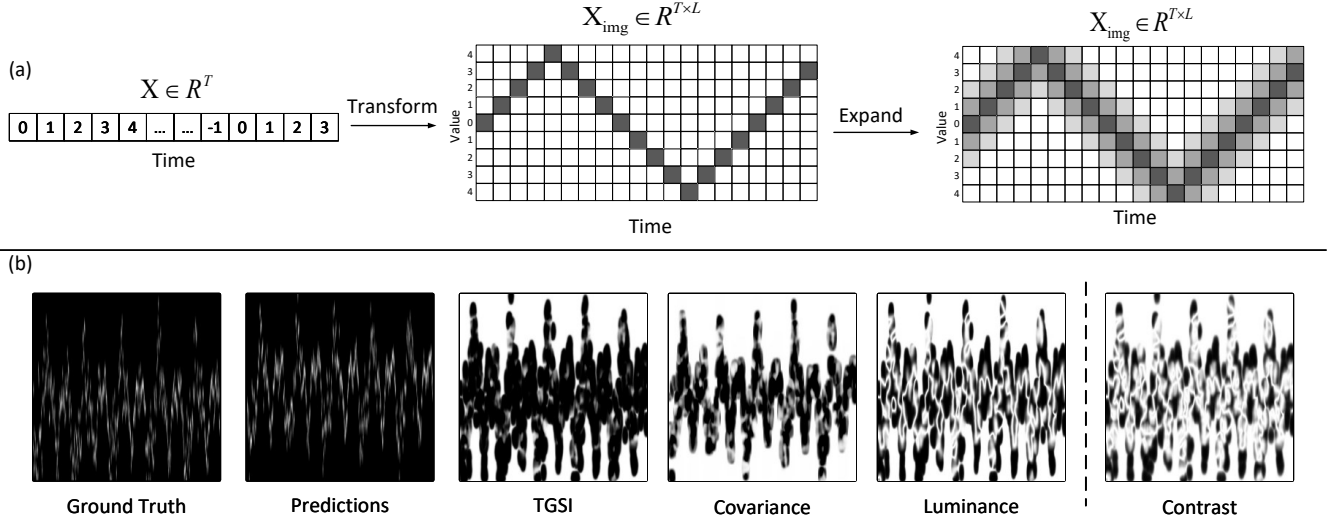 (a)
X ∈ R^T
0 1 2 3 4 ... ... -1 0 1 2 3
Time
Transform
X_img ∈ R^{T×L}
Value
4
3
2
1
0
1
2
3
4
Time
Expand
X_img ∈ R^{T×L}
Value
4
3
2
1
0
1
2
3
4
Time
(b)
Ground Truth
Predictions
TGSI
Covariance
Luminance
Contrast